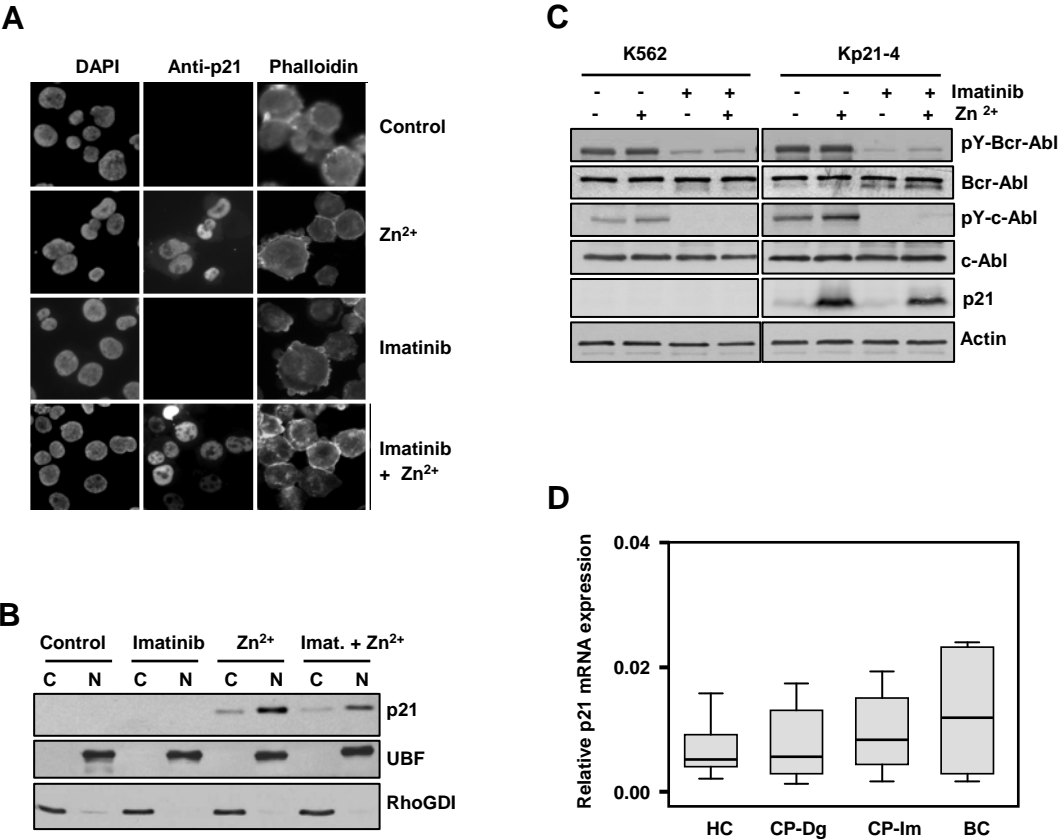 A
DAPI Anti-p21 Phalloidin
Control
Zn2+
Imatinib
Imatinib
+ Zn2+
B
Control Imatinib Zn2+ Imat. + Zn2+
C N C N C N C N
p21
UBF
RhoGDI
C
K562 Kp21-4
- - + + - - + + Imatinib
- + - + - + - + Zn 2+
pY-Bcr-Abl
Bcr-Abl
pY-c-Abl
c-Abl
p21
Actin
D
Relative p21 mRNA expression
0.04
0.02
0.00
HC CP-Dg CP-Im BC